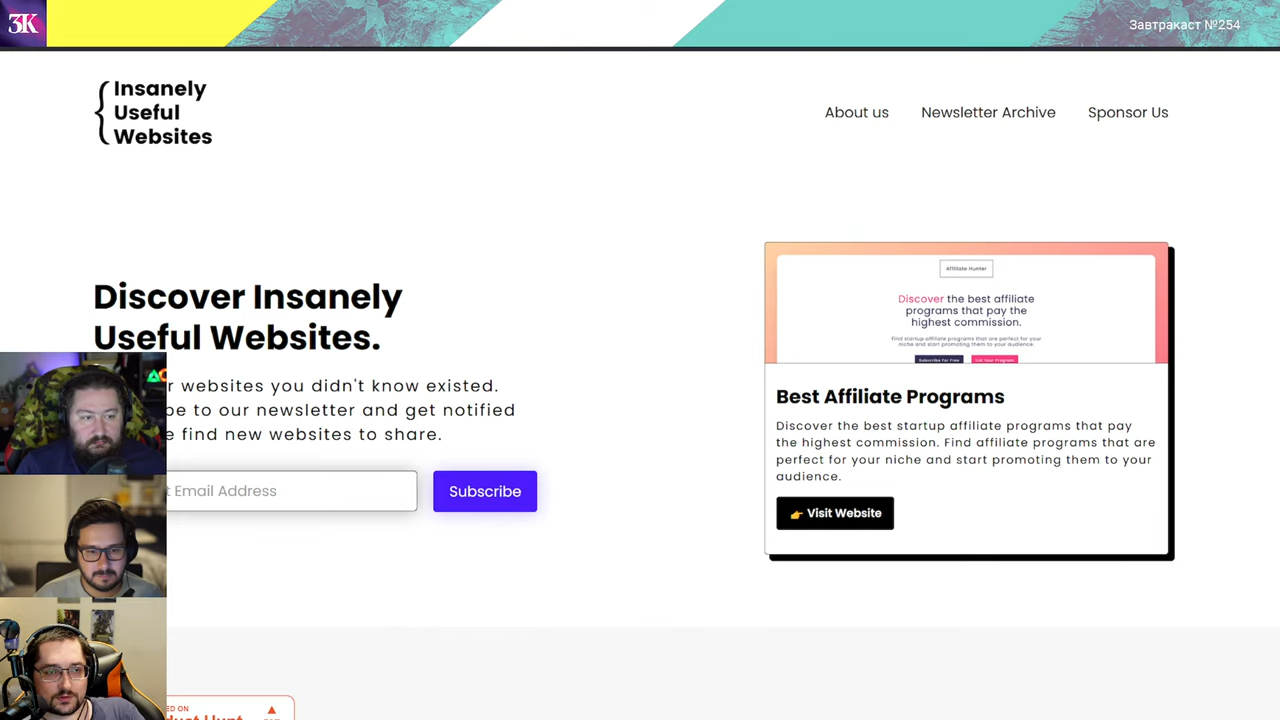 3K
Завтракаст №254
Insanely
Useful
Websites
About us
Newsletter Archive
Sponsor Us
Discover Insanely
Useful Websites.
websites you didn't know existed.
to our newsletter and get notified
find new websites to share.
Email Address
Subscribe
Affiliate Hunter
Discover the best affiliate
programs that pay the
highest commission.
Find startup affiliate programs that are perfect for your
niche and start promoting them to your audience.
Subscribe For Free
List Your Program
Best Affiliate Programs
Discover the best startup affiliate programs that pay
the highest commission. Find affiliate programs that are
perfect for your niche and start promoting them to your
audience.
👉 Visit Website
ED ON
duct Hunt